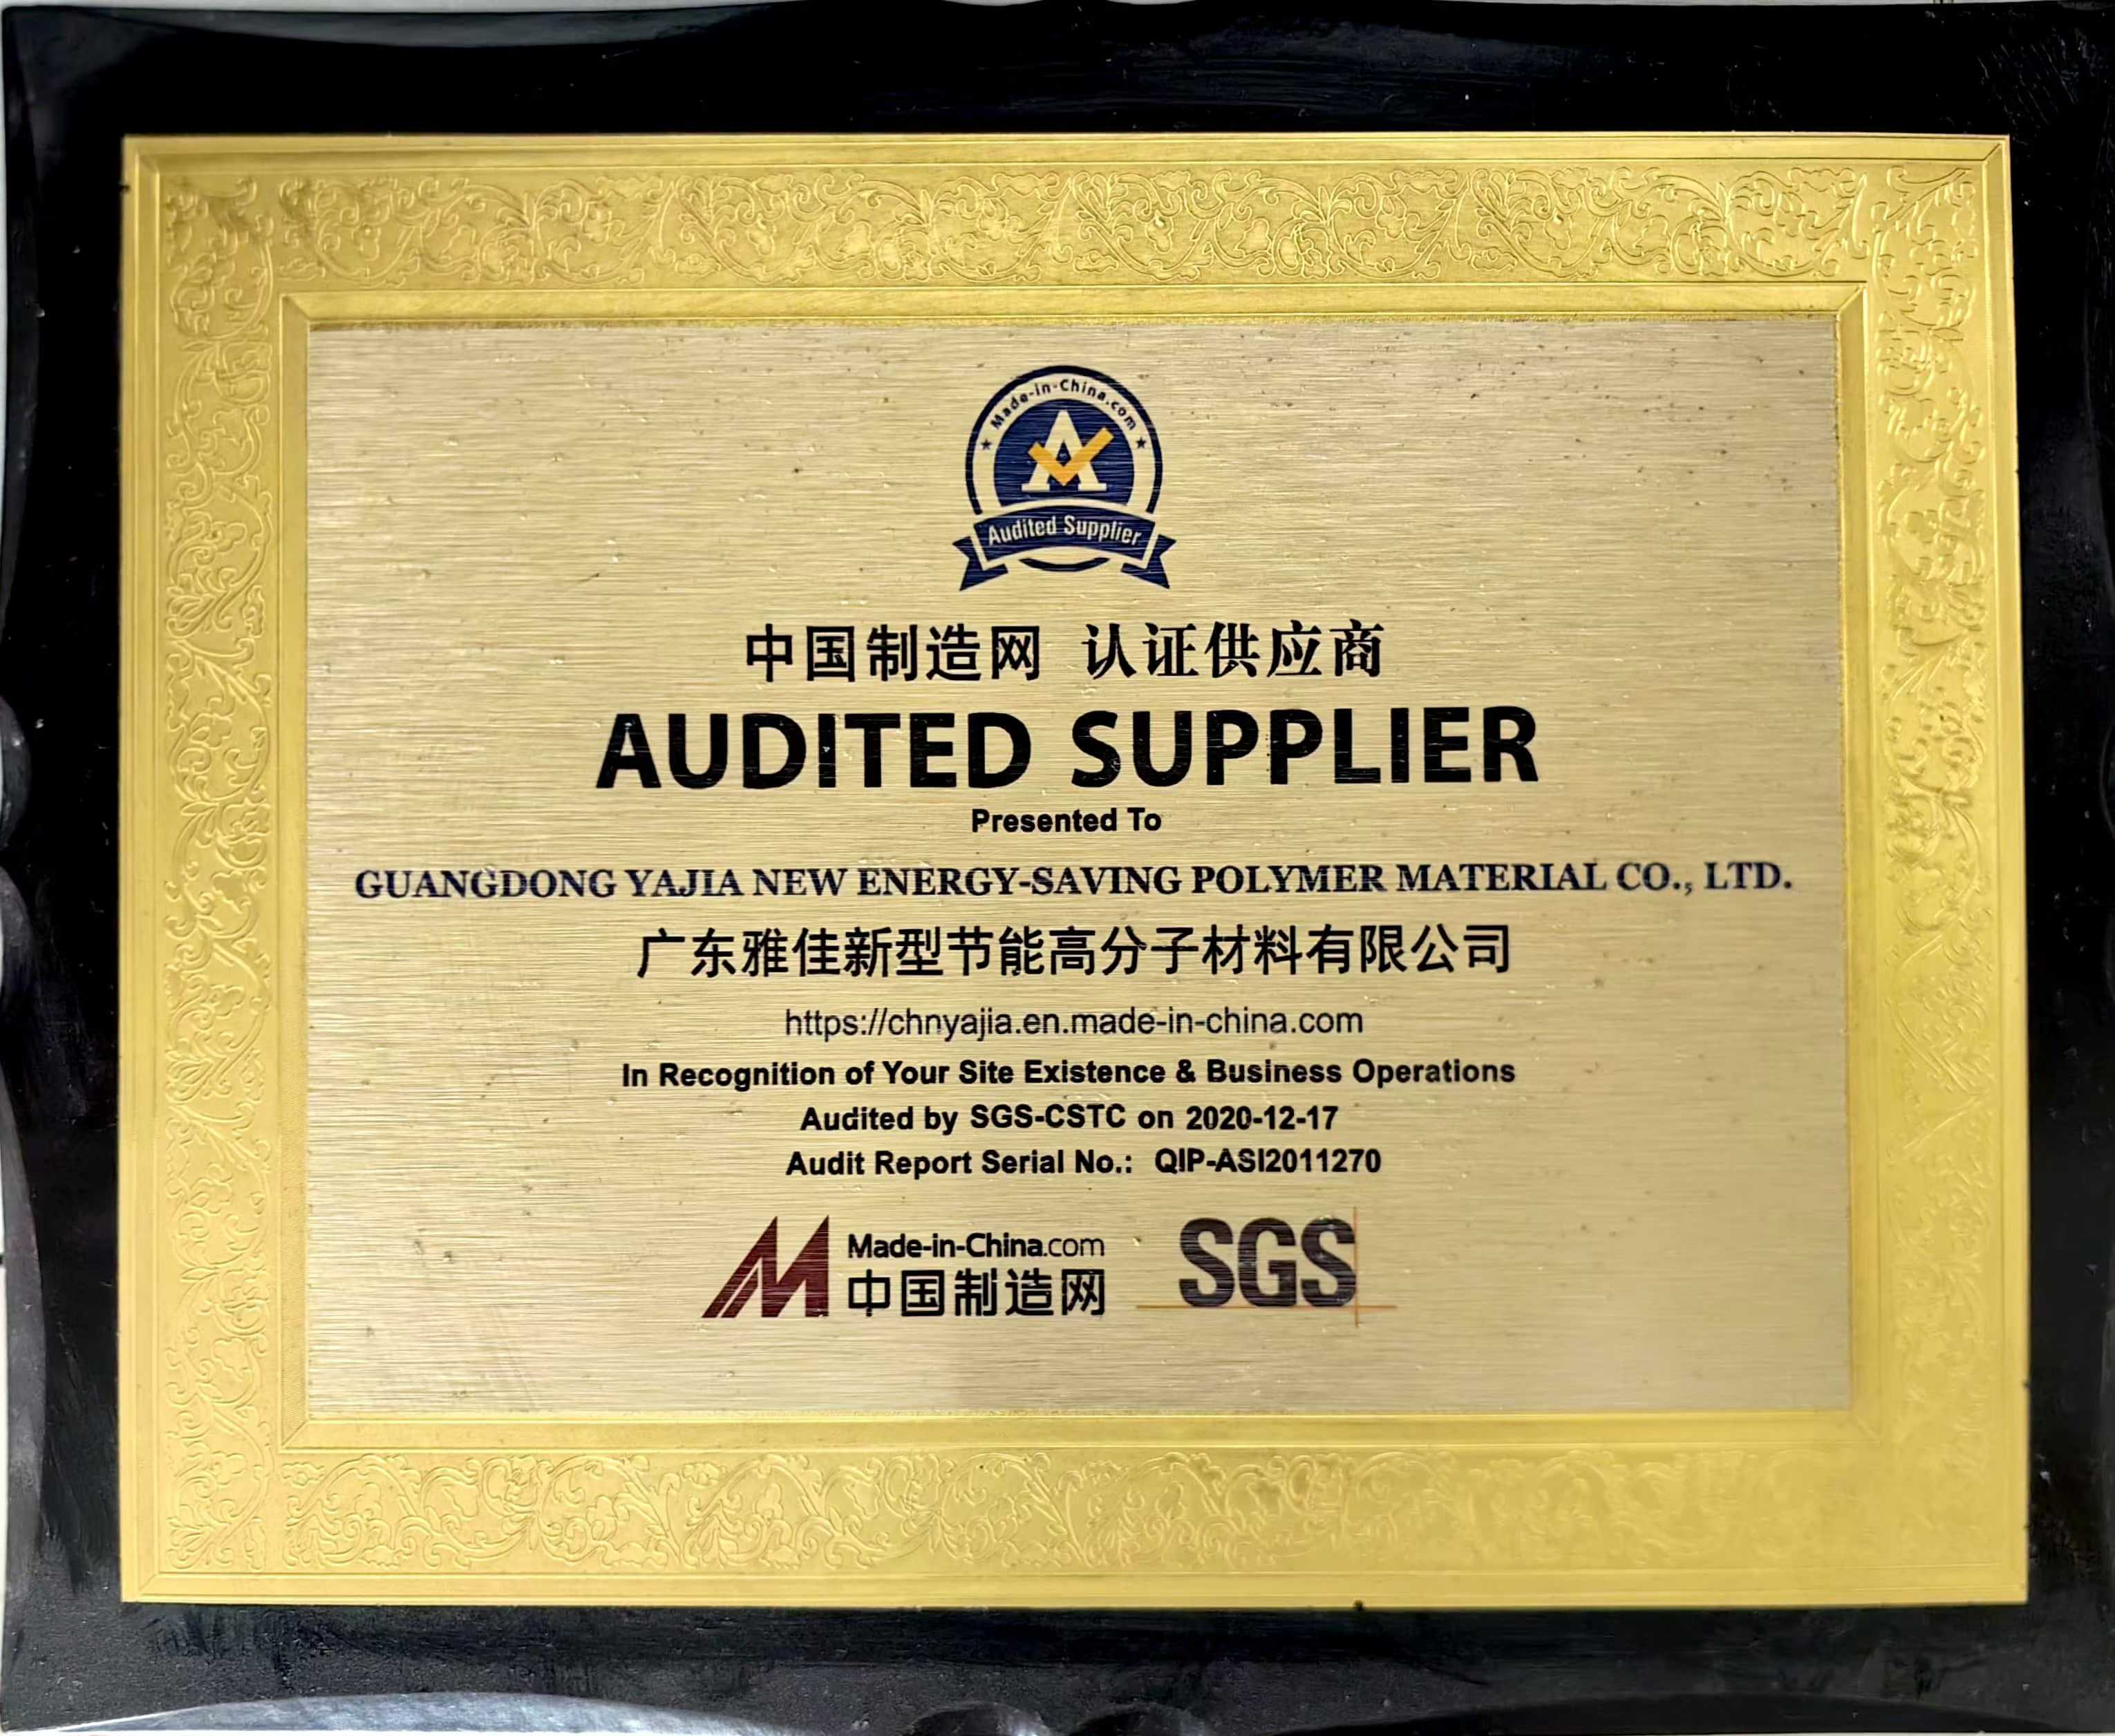 Made-in-China.com
A
Audited Supplier
中国制造网 认证供应商
AUDITED SUPPLIER
Presented To
GUANGDONG YAJIA NEW ENERGY-SAVING POLYMER MATERIAL CO., LTD.
广东雅佳新型节能高分子材料有限公司
https://chnyajia.en.made-in-china.com
In Recognition of Your Site Existence & Business Operations
Audited by SGS-CSTC on 2020-12-17
Audit Report Serial No.: QIP-ASI2011270
Made-in-China.com
中国制造网
SGS